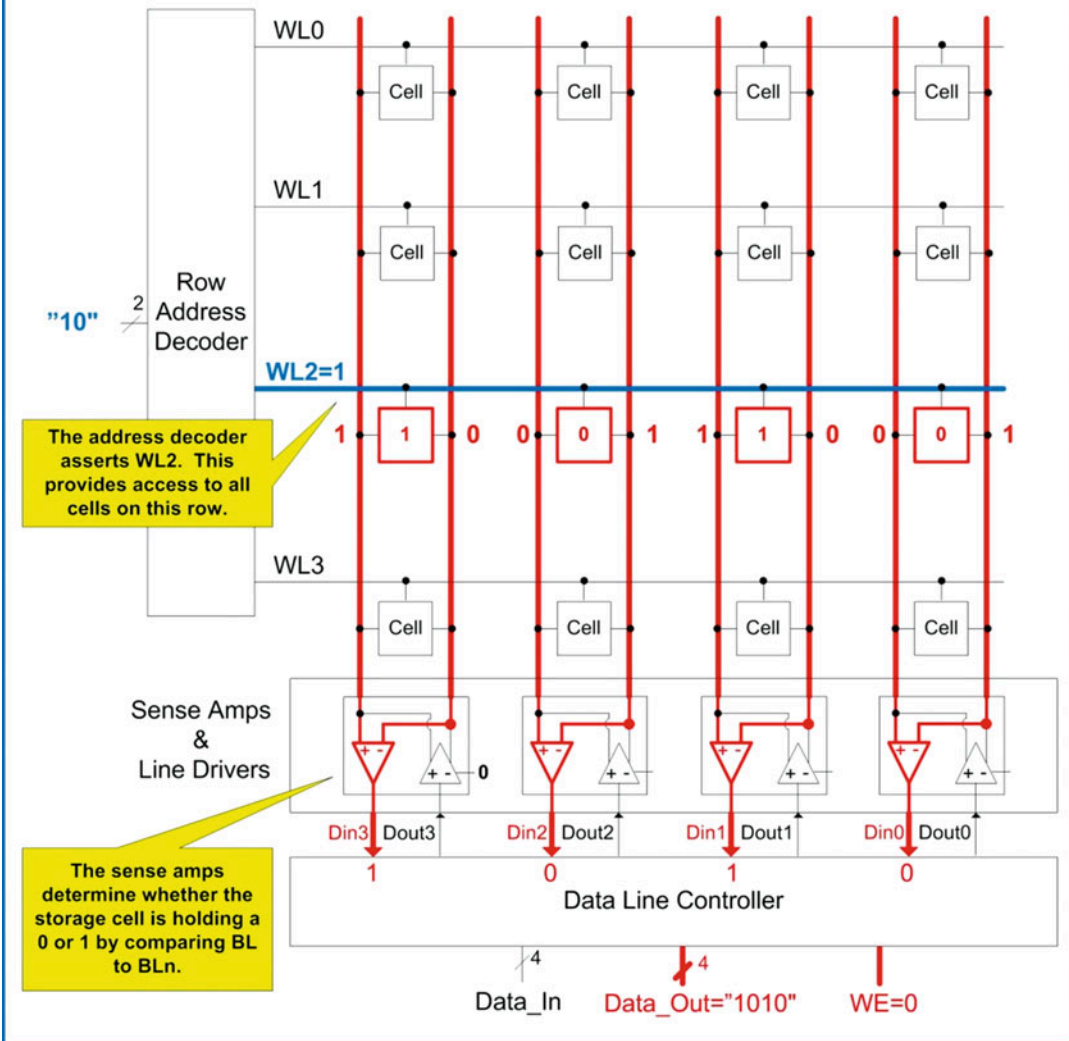 WL0
Cell Cell Cell Cell
WL1
Cell Cell Cell Cell
Row
Address
Decoder
”10"
2
WL2=1
1 1 0 0 0 1 1 1 0 0 0 1
The address decoder
asserts WL2. This
provides access to all
cells on this row.
WL3
Cell Cell Cell Cell
Sense Amps
&
Line Drivers
+ - + - 0 + - + - + - + - + - + -
Din3 Dout3 Din2 Dout2 Din1 Dout1 Din0 Dout0
1 0 1 0
The sense amps
determine whether the
storage cell is holding a
0 or 1 by comparing BL
to BLn.
Data Line Controller
4 4
Data_In Data_Out=”1010" WE=0